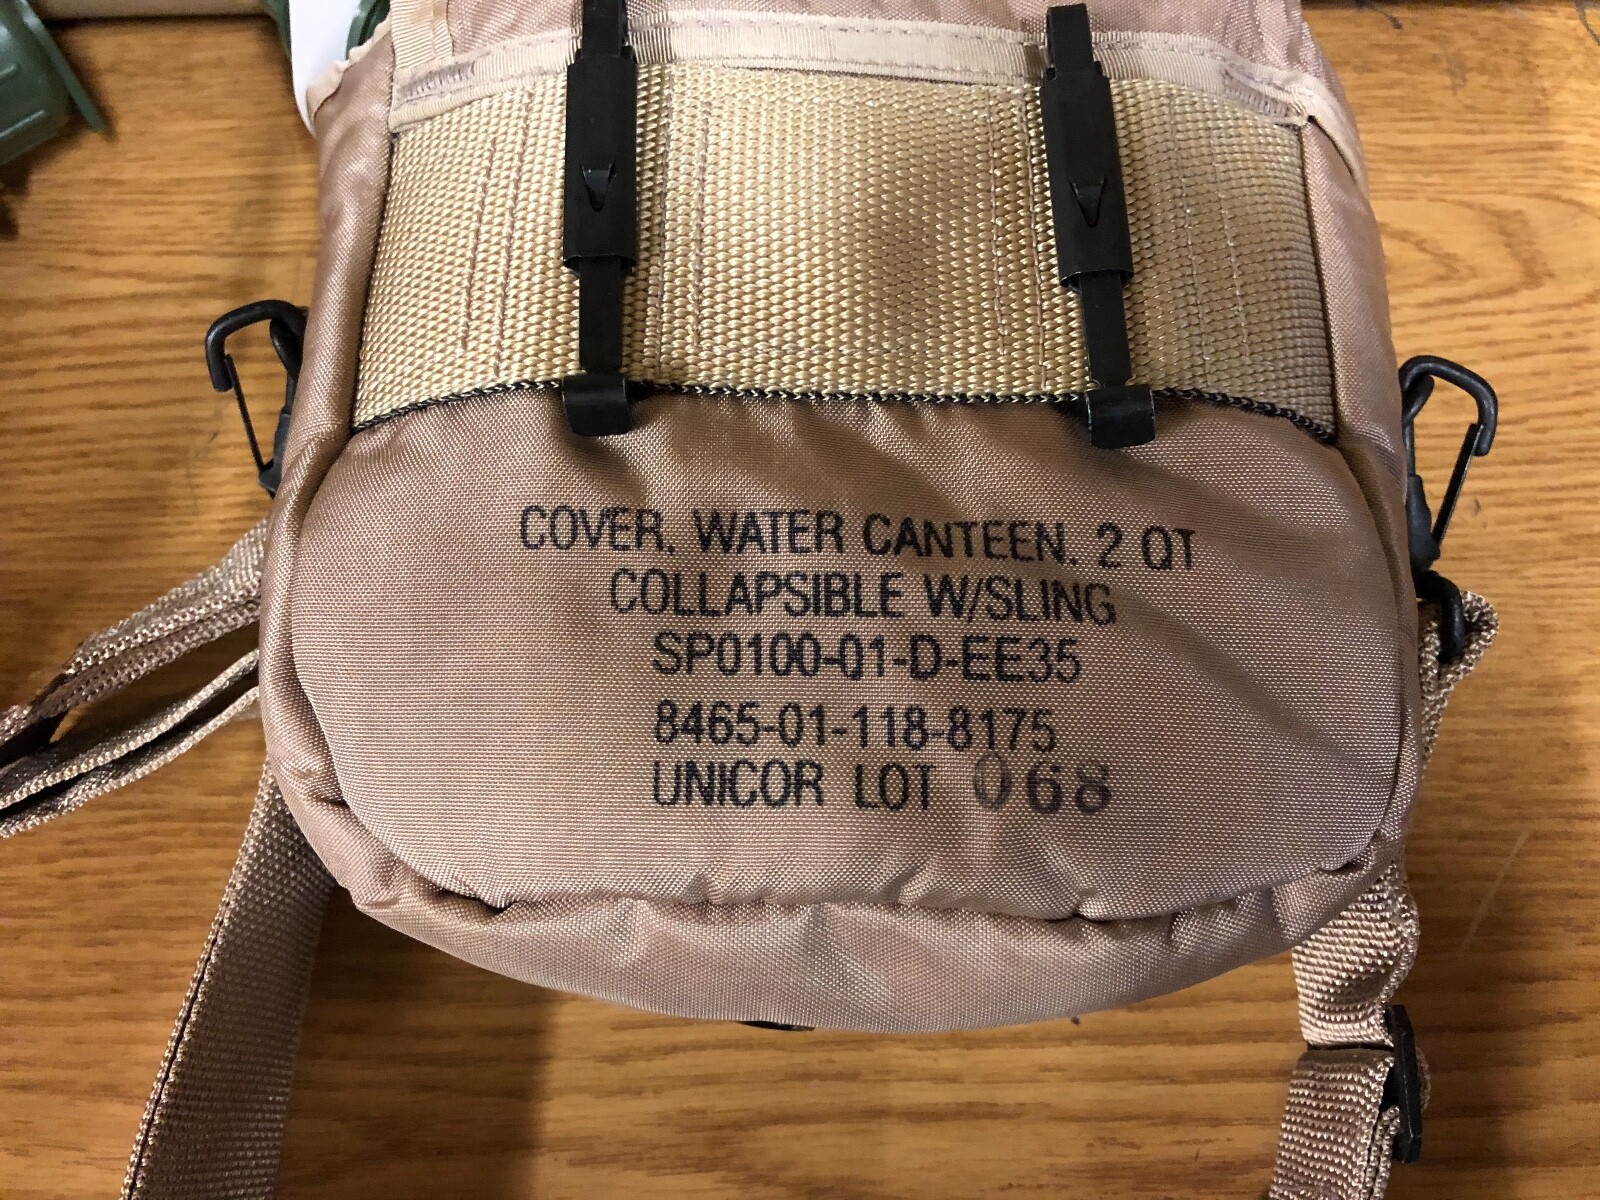 COVER, WATER CANTEEN, 2 QT
COLLAPSIBLE W/SLING
SP0100-01-D-EE35
8465-01-118-8175
UNICOR LOT 068